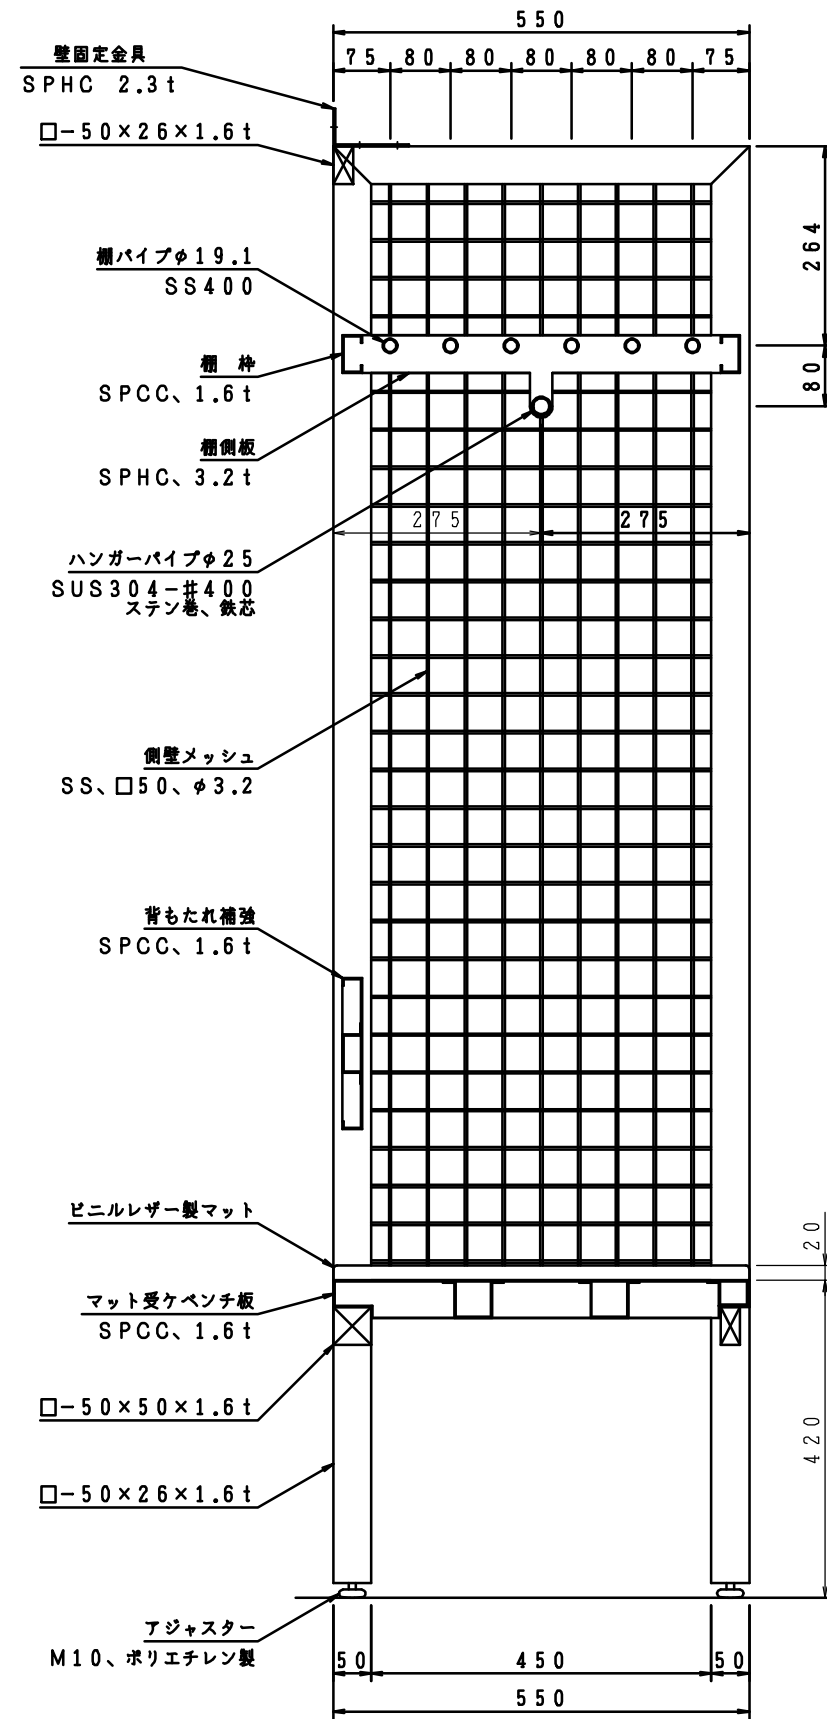 550
75 80 80 80 80 80 75
壁固定金具
SPHC 2.3t
□-50×26×1.6t
264
棚パイプφ19.1
SS400
棚 枠
SPCC、1.6t
80
棚側板
SPHC、3.2t
275 275
ハンガーパイプφ25
SUS304-#400
ステン巻、鉄芯
側壁メッシュ
SS、□50、φ3.2
背もたれ補強
SPCC、1.6t
ビニルレザー製マット
20
マット受ケベンチ板
SPCC、1.6t
□-50×50×1.6t
420
□-50×26×1.6t
アジャスター
M10、ポリエチレン製
50 450 50
550